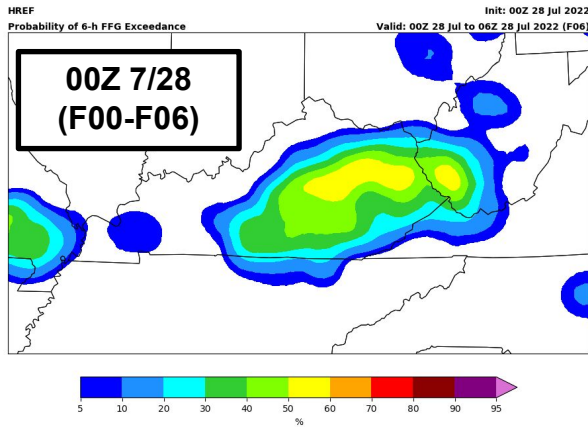 HREF
Init: 00Z 28 Jul 2022
Probability of 6-h FFG Exceedance
Valid: 00Z 28 Jul to 06Z 28 Jul 2022 (F06)
00Z 7/28
(F00-F06)
5 10 20 30 40 50 60 70 80 90 95
%